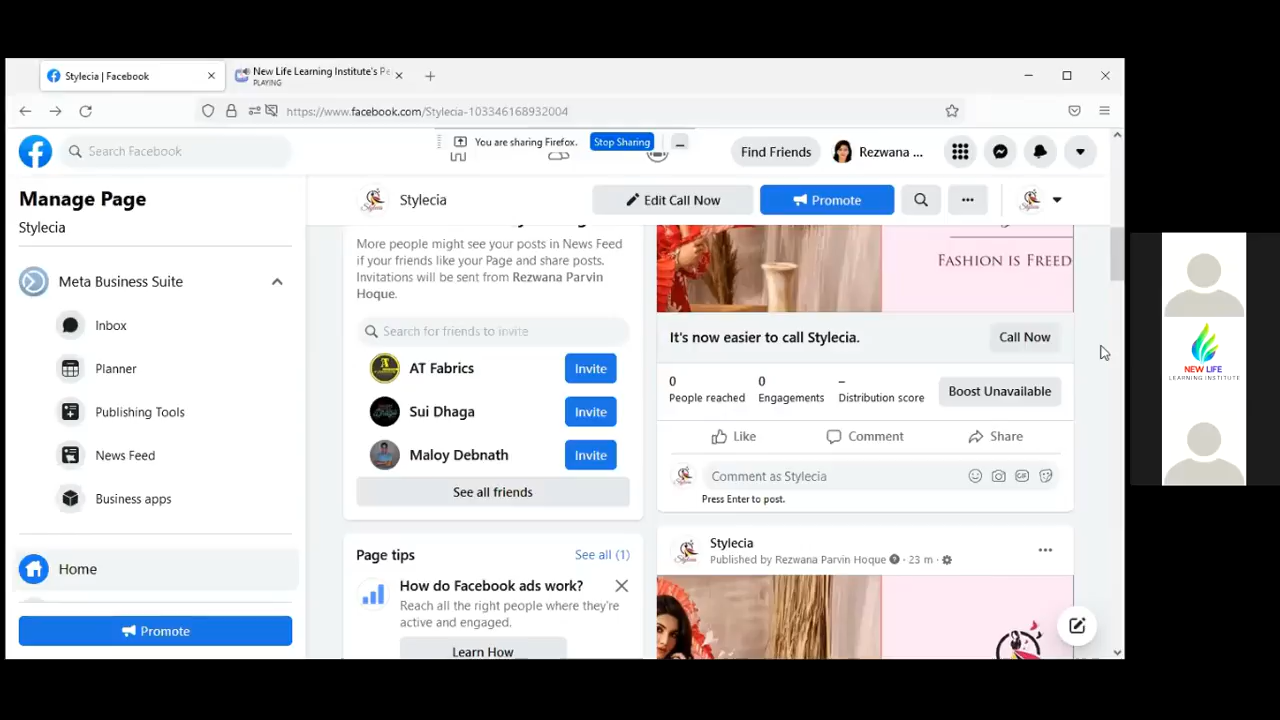 Stylecia | Facebook
New Life Learning Institute's Pe
PLAYING
https://www.facebook.com/Stylecia-103346168932004
Search Facebook
You are sharing Firefox.
Stop Sharing
Find Friends
Rezwana ...
Manage Page
Stylecia
Stylecia
Edit Call Now
Promote
Meta Business Suite
Inbox
Planner
Publishing Tools
News Feed
Business apps
Home
Promote
More people might see your posts in News Feed
if your friends like your Page and share posts.
Invitations will be sent from Rezwana Parvin
Hoque.
Search for friends to invite
AT Fabrics
Invite
Sui Dhaga
Invite
Maloy Debnath
Invite
See all friends
Page tips
See all (1)
How do Facebook ads work?
Reach all the right people where they're
active and engaged.
Learn How
FASHION IS FREED
It's now easier to call Stylecia.
Call Now
0
People reached
0
Engagements
–
Distribution score
Boost Unavailable
Like
Comment
Share
Comment as Stylecia
Press Enter to post.
Stylecia
Published by Rezwana Parvin Hoque · 23 m ·
NEW LIFE
LEARNING INSTITUTE